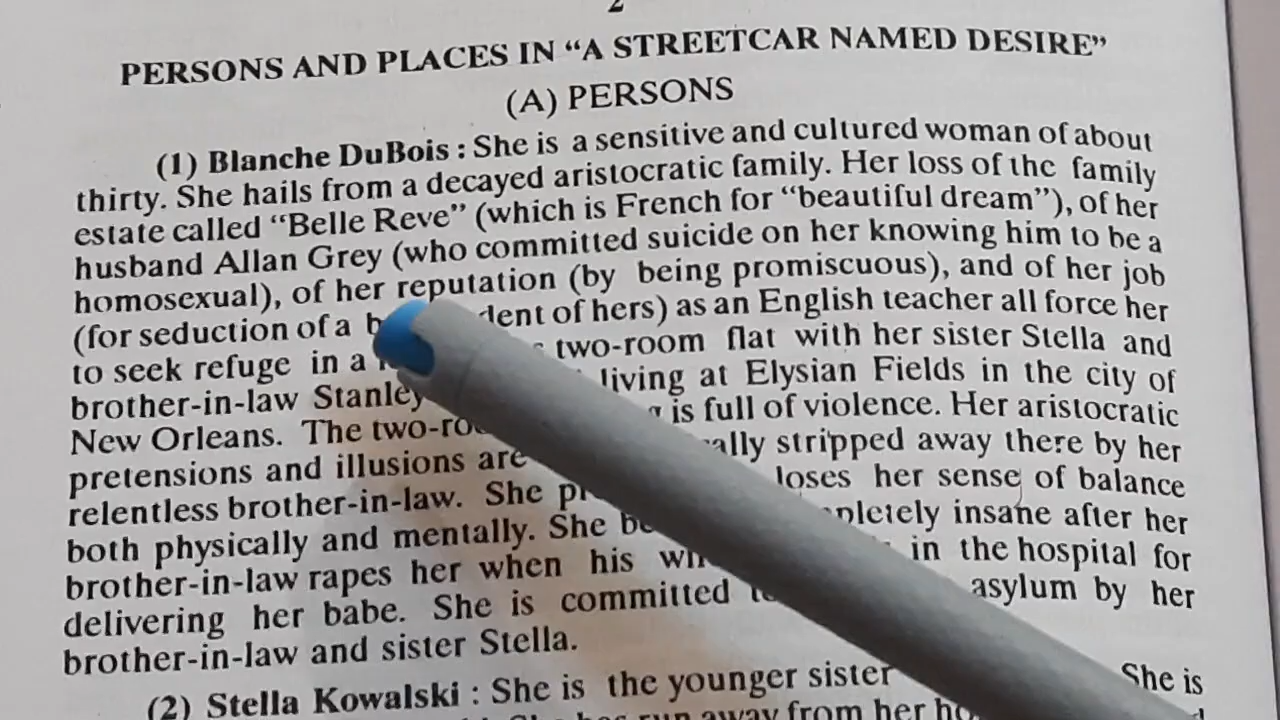 2
PERSONS AND PLACES IN “A STREETCAR NAMED DESIRE”
(A) PERSONS
(1) Blanche DuBois : She is a sensitive and cultured woman of about
thirty. She hails from a decayed aristocratic family. Her loss of the family
estate called “Belle Reve” (which is French for “beautiful dream”), of her
husband Allan Grey (who committed suicide on her knowing him to be a
homosexual), of her reputation (by being promiscuous), and of her job
(for seduction of a dent of hers) as an English teacher all force her
to seek refuge in a two-room flat with her sister Stella and
brother-in-law Stanley living at Elysian Fields in the city of
New Orleans. The two-ro is full of violence. Her aristocratic
pretensions and illusions are ally stripped away there by her
relentless brother-in-law. She loses her sense of balance
both physically and mentally. She pletely insane after her
brother-in-law rapes her when his in the hospital for
delivering her babe. She is committed asylum by her
brother-in-law and sister Stella.
(2) Stella Kowalski : She is the younger sister She is
run away from her